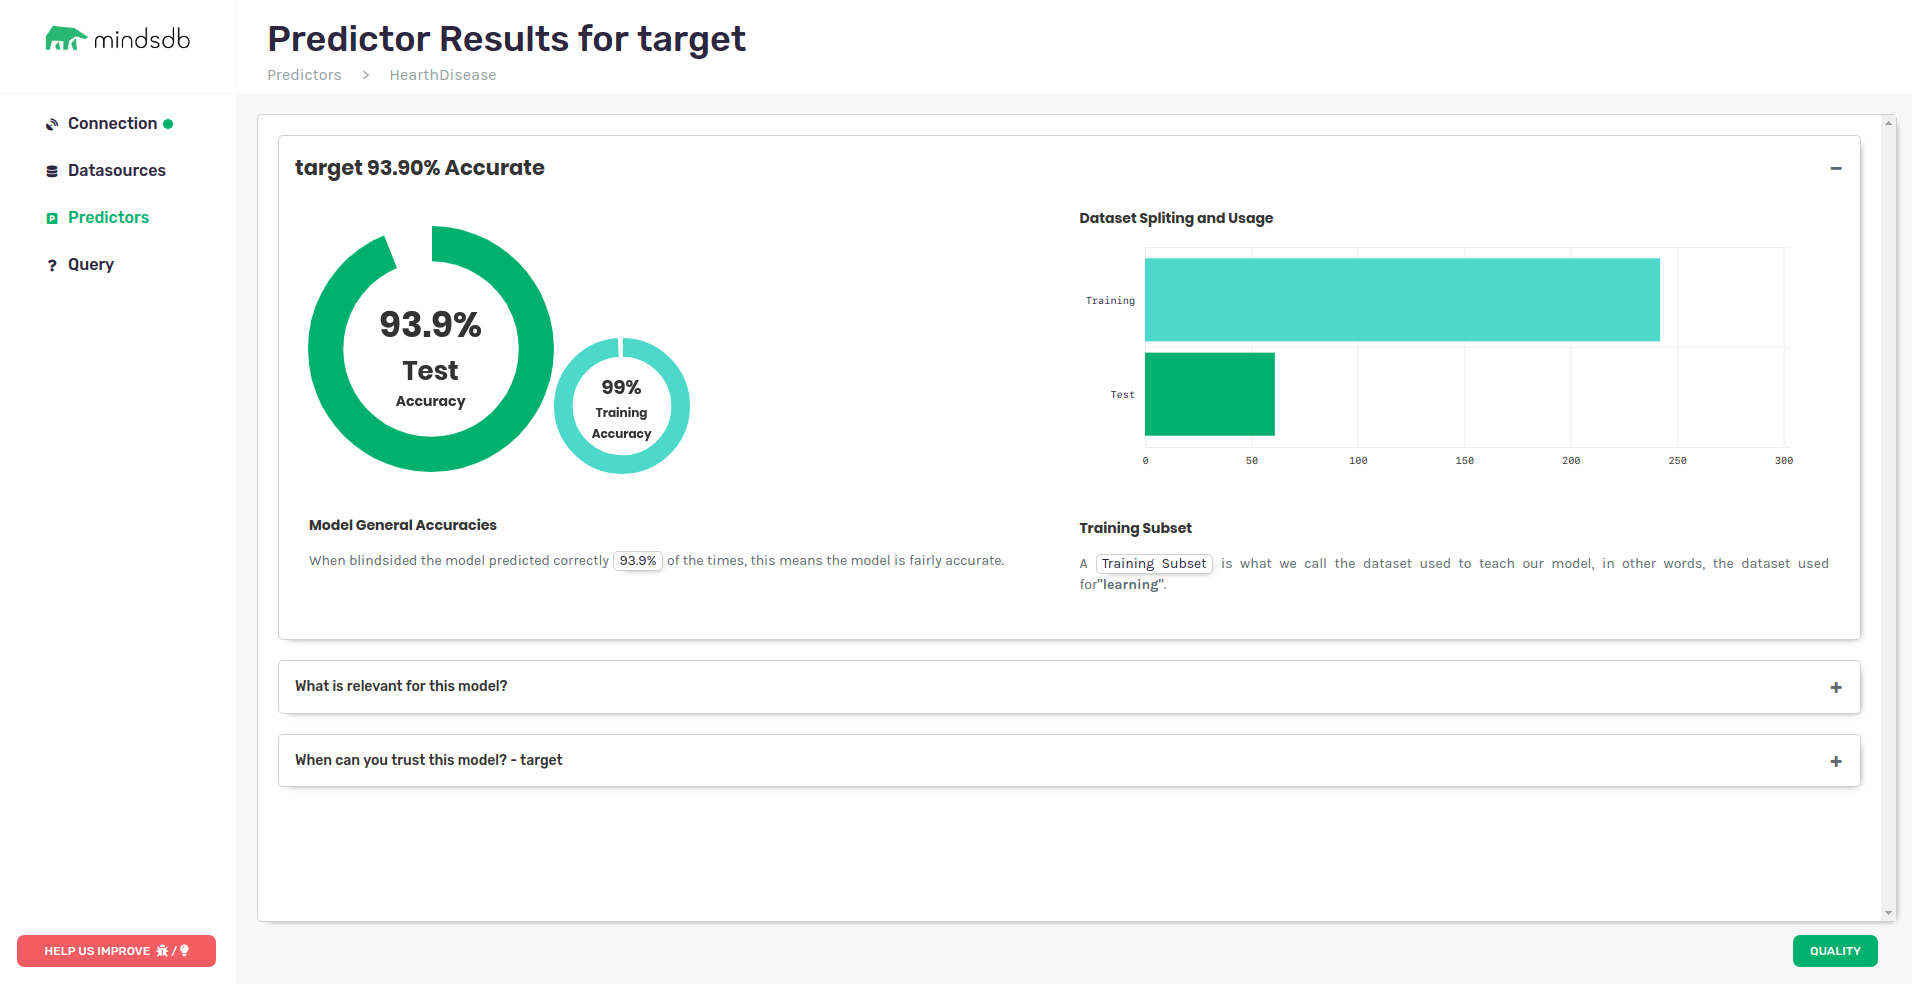 mindsdb
Predictor Results for target
Predictors > HearthDisease
Connection
Datasources
P Predictors
? Query
target 93.90% Accurate
93.9%
Test
Accuracy
99%
Training
Accuracy
Dataset Spliting and Usage
Training
Test
0 50 100 150 200 250 300
Model General Accuracies
When blindsided the model predicted correctly 93.9% of the times, this means the model is fairly accurate.
Training Subset
A Training Subset is what we call the dataset used to teach our model, in other words, the dataset used
for"learning".
What is relevant for this model?
When can you trust this model? - target
HELP US IMPROVE /
QUALITY